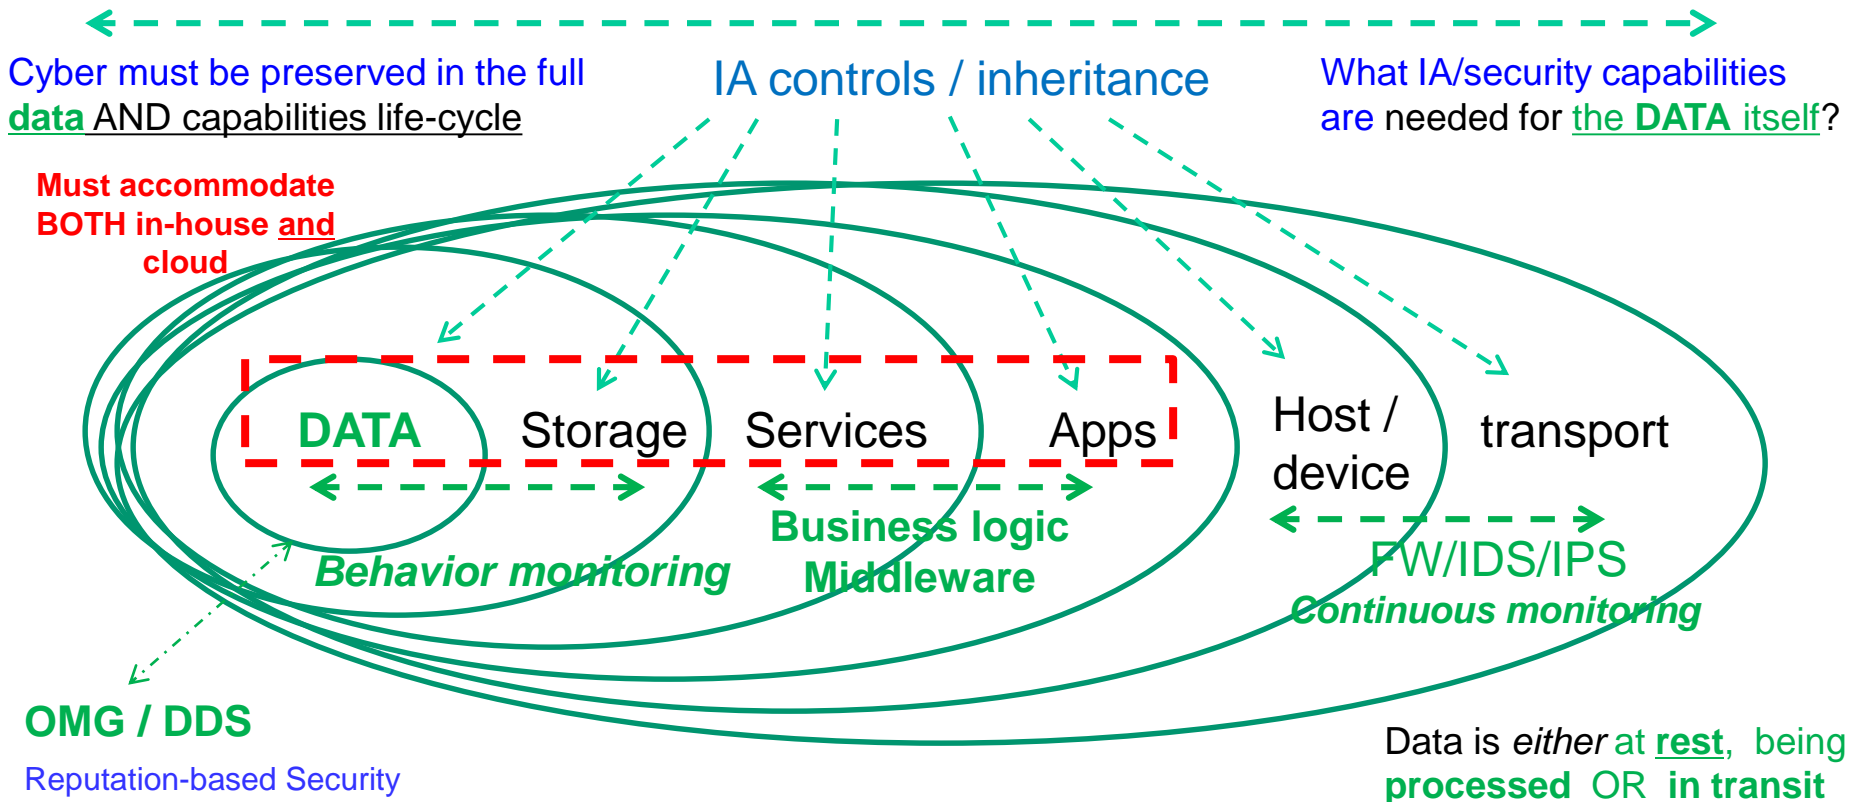 Cyber must be preserved in the full
data AND capabilities life-cycle
IA controls / inheritance
What IA/security capabilities
are needed for the DATA itself?
Must accommodate
BOTH in-house and
cloud
DATA
Storage
Services
Apps
Host /
device
transport
Behavior monitoring
Business logic
Middleware
FW/IDS/IPS
Continuous monitoring
OMG / DDS
Reputation-based Security
Data is either at rest, being
processed OR in transit